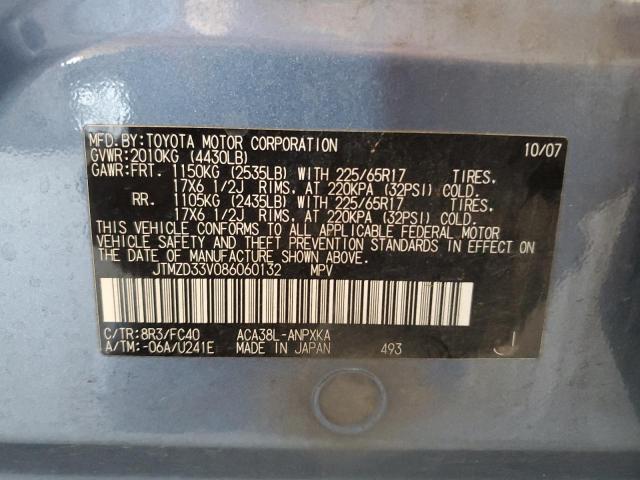 MFD.BY:TOYOTA MOTOR CORPORATION 10/07
GVWR:2010KG (4430LB)
GAWR:FRT. 1150KG (2535LB) WITH 225/65R17 TIRES.
17X6 1/2J RIMS. AT 220KPA (32PSI) COLD.
RR. 1105KG (2435LB) WITH 225/65R17 TIRES.
17X6 1/2J RIMS. AT 220KPA (32PSI) COLD.
THIS VEHICLE CONFORMS TO ALL APPLICABLE FEDERAL MOTOR
VEHICLE SAFETY AND THEFT PREVENTION STANDARDS IN EFFECT ON
THE DATE OF MANUFACTURE SHOWN ABOVE.
JTMZD33V086060132 MPV
C/TR:8R3/FC40 ACA38L-ANPXKA
A/TM:-06A/U241E MADE IN JAPAN 493
J